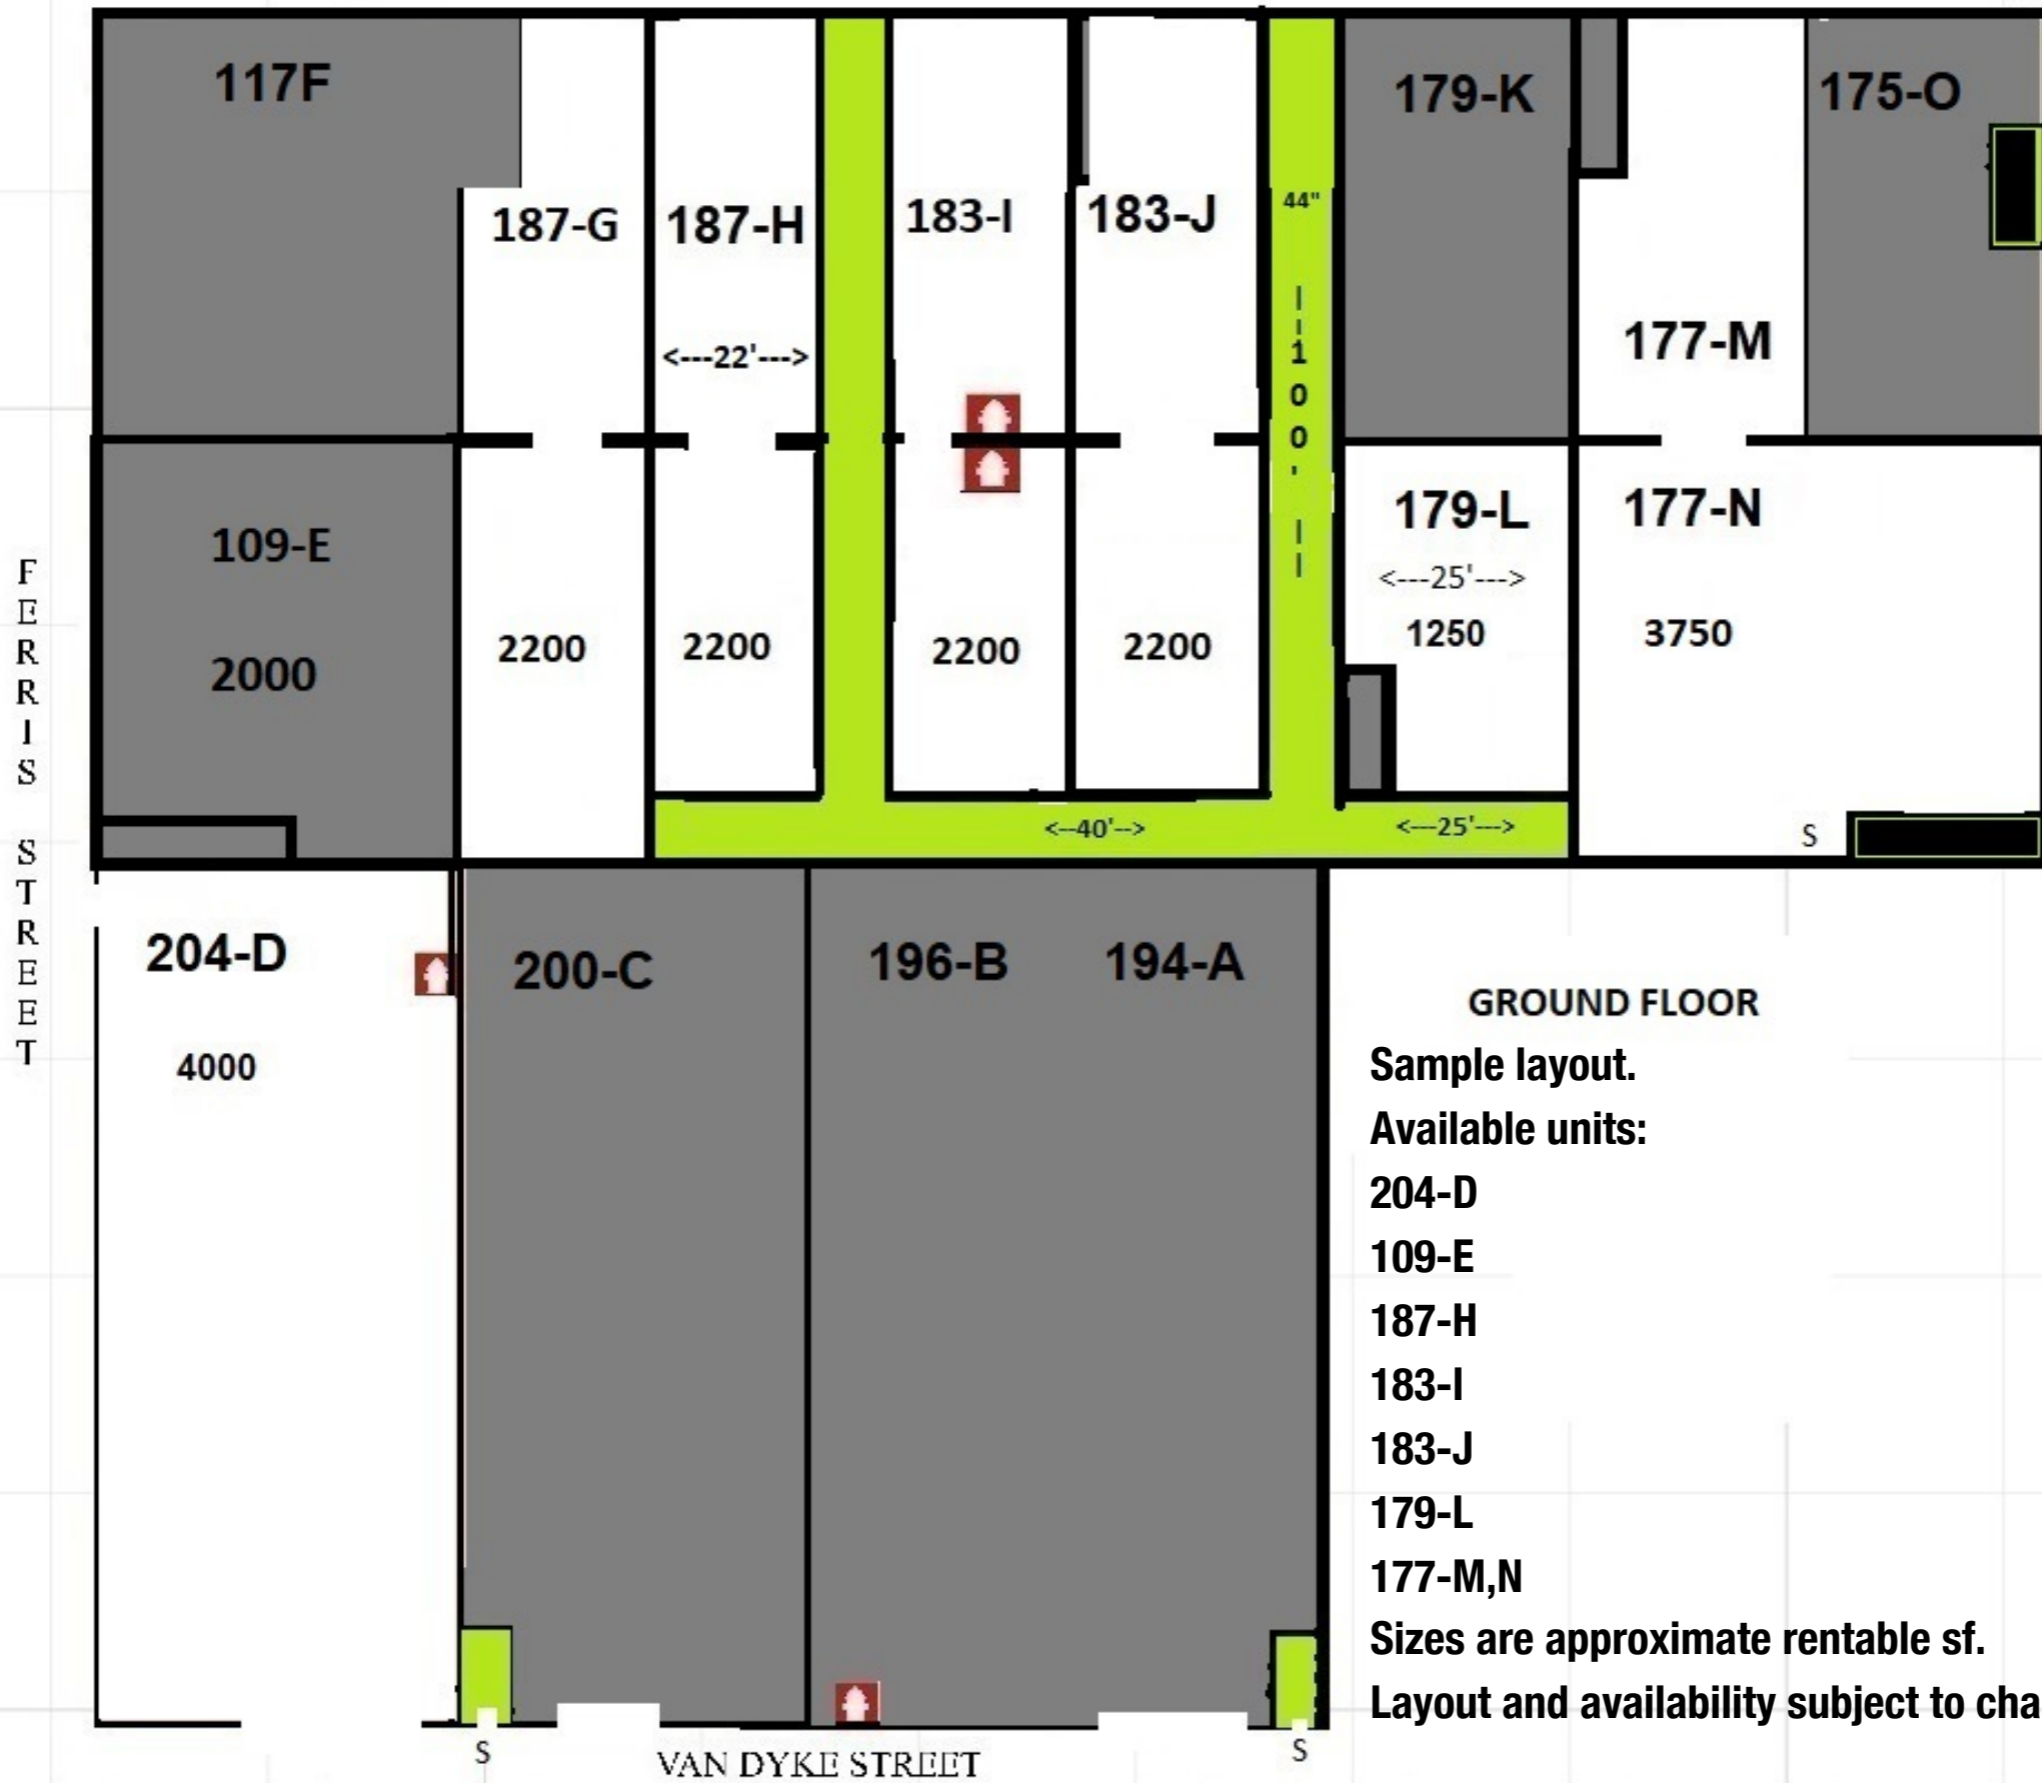 117F
179-K
175-O
187-G
187-H
183-I
183-J
44"
<---22'--->
|--100'--|
177-M
109-E
2000
179-L
<---25'--->
1250
177-N
3750
2200
2200
2200
2200
<--40'-->
<---25'--->
S
FERRIS STREET
204-D
4000
200-C
196-B
194-A
GROUND FLOOR
Sample layout.
Available units:
204-D
109-E
187-H
183-I
183-J
179-L
177-M,N
Sizes are approximate rentable sf.
Layout and availability subject to cha
S
VAN DYKE STREET
S